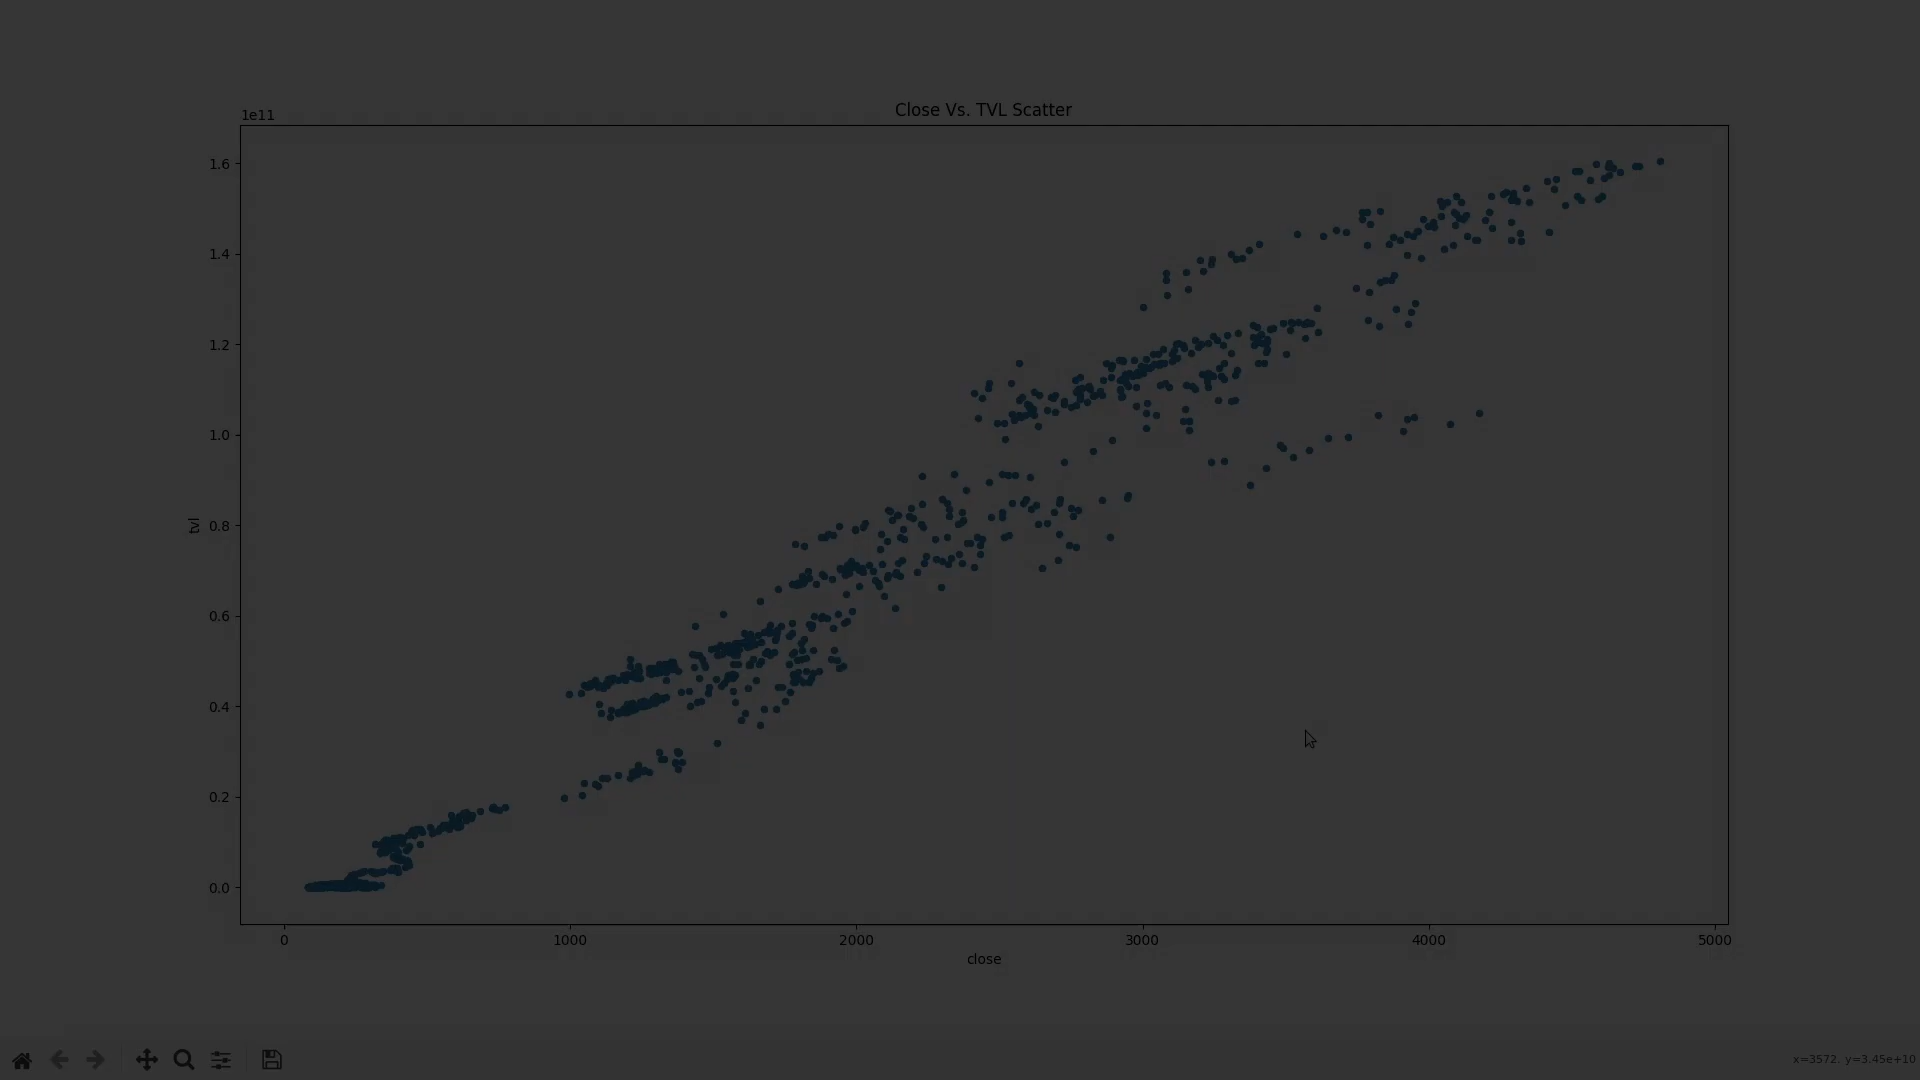 Close Vs. TVL Scatter
1e11
1.6
1.4
1.2
1.0
0.8
0.6
0.4
0.2
0.0
tvl
0 1000 2000 3000 4000 5000
close
x=3572. y=3.45e+10